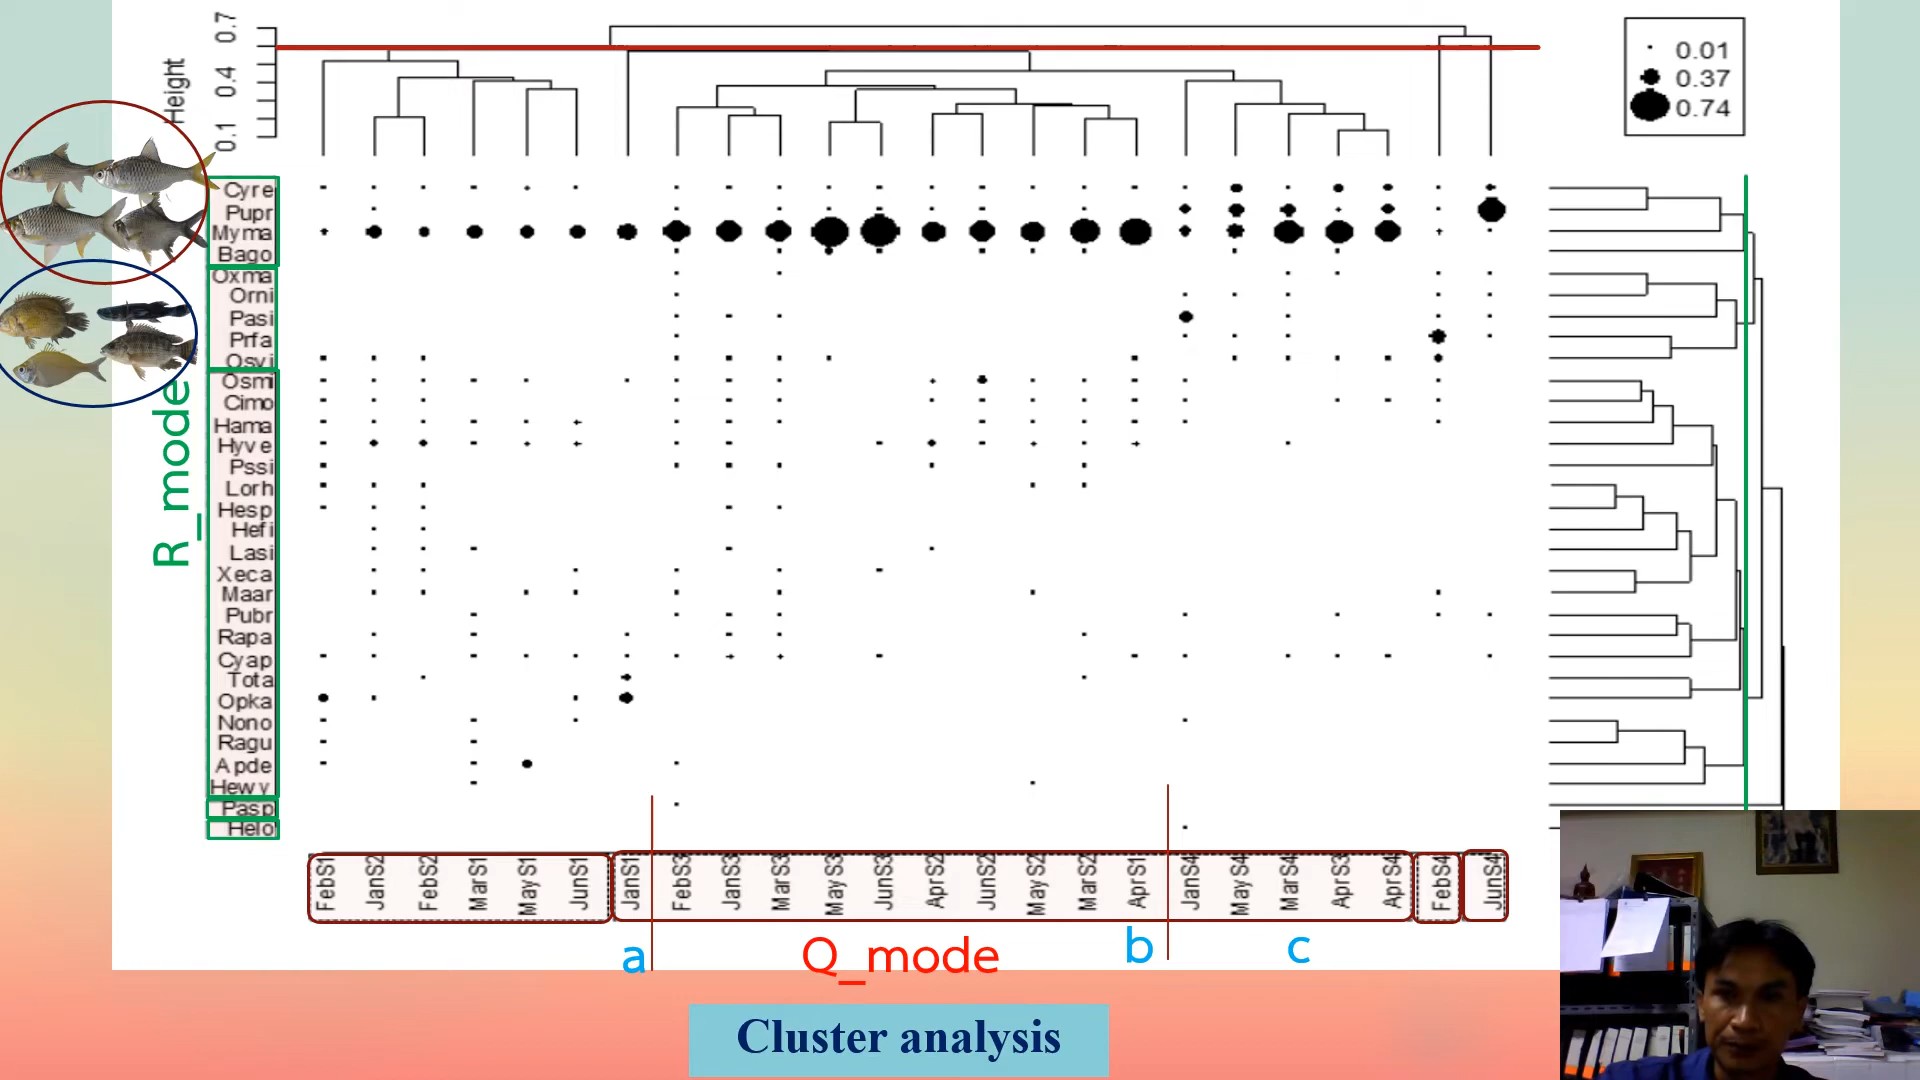 0.7
0.4
0.1
Height
0.01
0.37
0.74
Cyre
Pupr
Myma
Bago
Oxma
Orni
Pasi
Prfa
Osvi
Osmi
Cimo
Hama
Hyve
Pssi
Lorh
Hesp
Hefi
Lasi
Xeca
Maar
Pubr
Rapa
Cyap
Tota
Opka
Nono
Ragu
Apde
Hewy
Pasp
Helo
R_mode
FebS1
JanS2
FebS2
MarS1
MayS1
JunS1
JanS1
FebS3
JanS3
MarS3
MayS3
JunS3
AprS2
JunS2
MayS2
MarS2
AprS1
JanS4
MayS4
MarS4
AprS3
AprS4
FebS4
JunS4
a
Q_mode
b
c
Cluster analysis